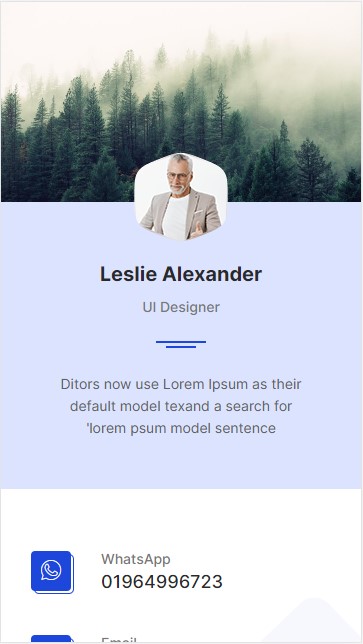 Leslie Alexander
UI Designer
Ditors now use Lorem Ipsum as their
default model texand a search for
'lorem psum model sentence
WhatsApp
01964996723
Email